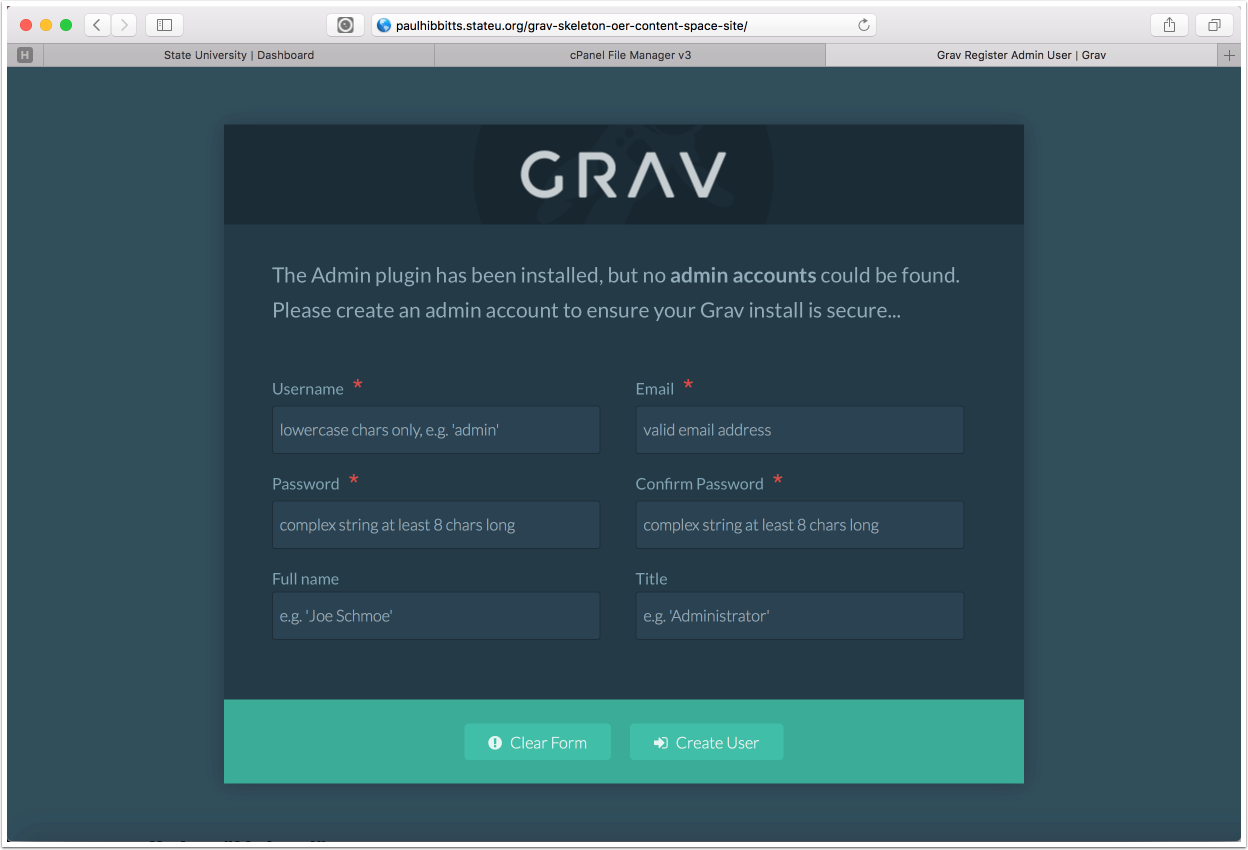 paulhibbitts.stateu.org/grav-skeleton-oer-content-space-site/
H
State University | Dashboard
cPanel File Manager v3
Grav Register Admin User | Grav
GRAV
The Admin plugin has been installed, but no admin accounts could be found.
Please create an admin account to ensure your Grav install is secure...
Username *
Email *
lowercase chars only, e.g. 'admin'
valid email address
Password *
Confirm Password *
complex string at least 8 chars long
complex string at least 8 chars long
Full name
Title
e.g. 'Joe Schmoe'
e.g. 'Administrator'
Clear Form
Create User